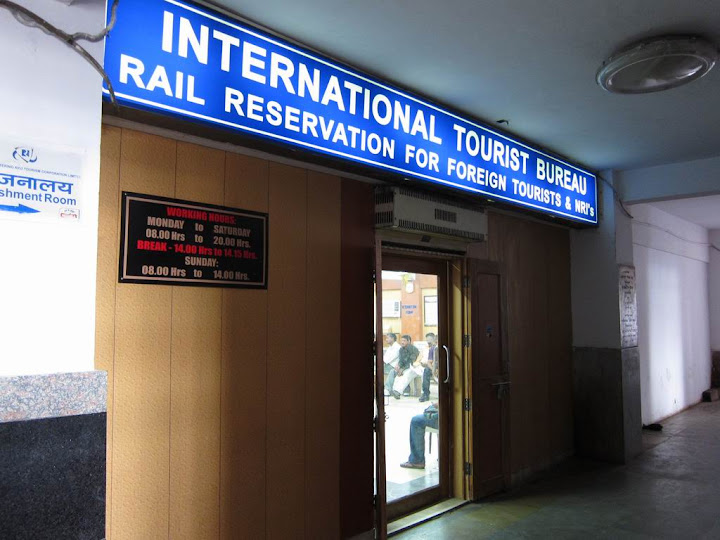 INTERNATIONAL TOURIST BUREAU
RAIL RESERVATION FOR FOREIGN TOURISTS & NRI's
WORKING HOURS:
MONDAY to SATURDAY
08.00 Hrs to 20.00 Hrs.
BREAK - 14.00 Hrs to 14.15 Hrs.
SUNDAY:
08.00 Hrs to 14.00 Hrs.
TOURISM CORPORATION
जनालय
shment Room